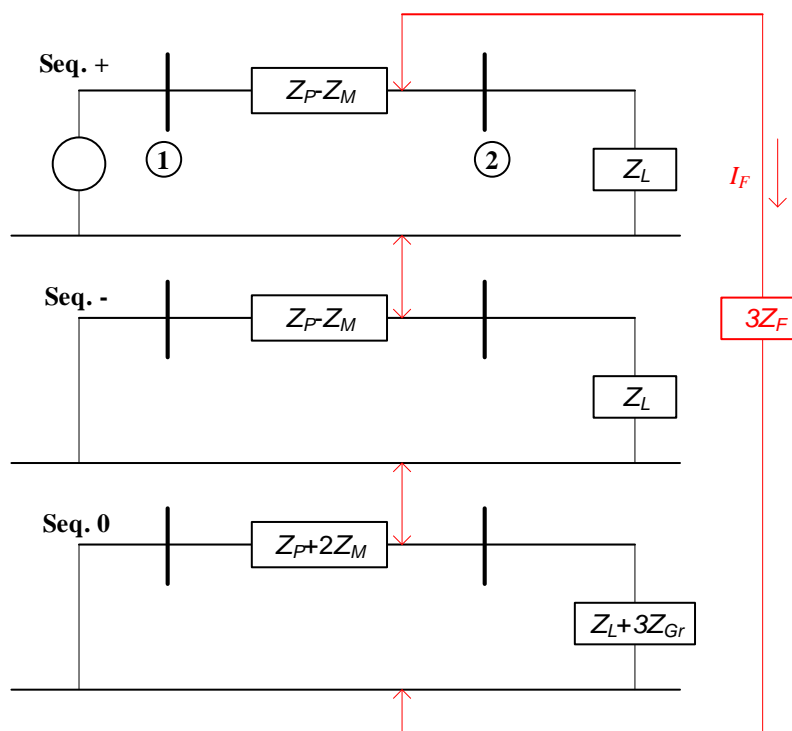 Seq. +
Z_P-Z_M
1
2
Z_L
I_F
Seq. -
Z_P-Z_M
3Z_F
Z_L
Seq. 0
Z_P+2Z_M
Z_L+3Z_Gr